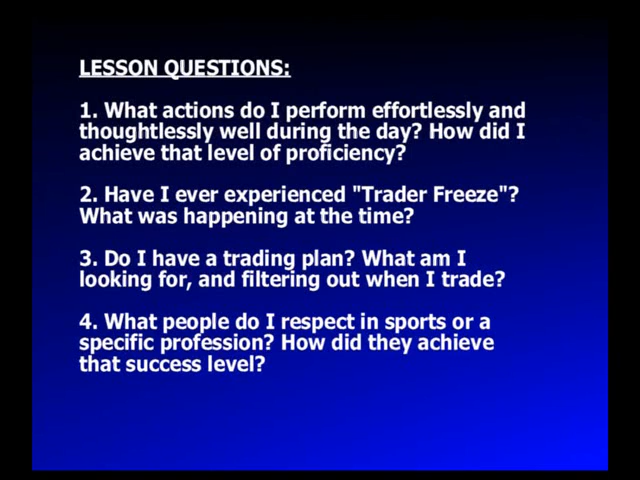 LESSON QUESTIONS:
1. What actions do I perform effortlessly and
thoughtlessly well during the day? How did I
achieve that level of proficiency?
2. Have I ever experienced "Trader Freeze"?
What was happening at the time?
3. Do I have a trading plan? What am I
looking for, and filtering out when I trade?
4. What people do I respect in sports or a
specific profession? How did they achieve
that success level?